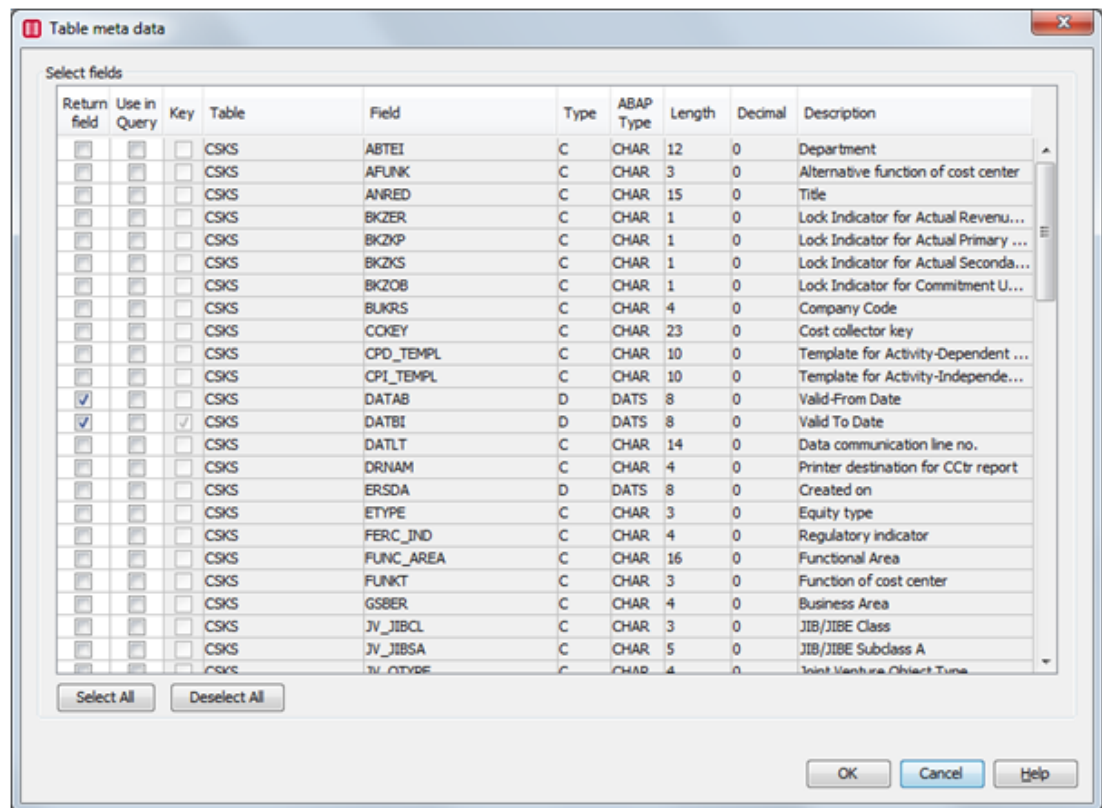 Table meta data
Select fields
Return field Use in Query Key Table Field Type ABAP Type Length Decimal Description
CSKS ABTEI C CHAR 12 0 Department
CSKS AFUNK C CHAR 3 0 Alternative function of cost center
CSKS ANRED C CHAR 15 0 Title
CSKS BKZER C CHAR 1 0 Lock Indicator for Actual Revenu...
CSKS BKZKP C CHAR 1 0 Lock Indicator for Actual Primary ...
CSKS BKZKS C CHAR 1 0 Lock Indicator for Actual Seconda...
CSKS BKZOB C CHAR 1 0 Lock Indicator for Commitment U...
CSKS BUKRS C CHAR 4 0 Company Code
CSKS CCKEY C CHAR 23 0 Cost collector key
CSKS CPD_TEMPL C CHAR 10 0 Template for Activity-Dependent ...
CSKS CPI_TEMPL C CHAR 10 0 Template for Activity-Independe...
CSKS DATAB D DATS 8 0 Valid-From Date
CSKS DATBI D DATS 8 0 Valid To Date
CSKS DATLT C CHAR 14 0 Data communication line no.
CSKS DRNAM C CHAR 4 0 Printer destination for CCtr report
CSKS ERSDA D DATS 8 0 Created on
CSKS ETYPE C CHAR 3 0 Equity type
CSKS FERC_IND C CHAR 4 0 Regulatory indicator
CSKS FUNC_AREA C CHAR 16 0 Functional Area
CSKS FUNKT C CHAR 3 0 Function of cost center
CSKS GSBER C CHAR 4 0 Business Area
CSKS JV_JIBCL C CHAR 3 0 JIB/JIBE Class
CSKS JV_JIBSA C CHAR 5 0 JIB/JIBE Subclass A
CSKS JV_OTYPE C CHAR 4 0 Joint Venture Object Type
Select All Deselect All
OK Cancel Help